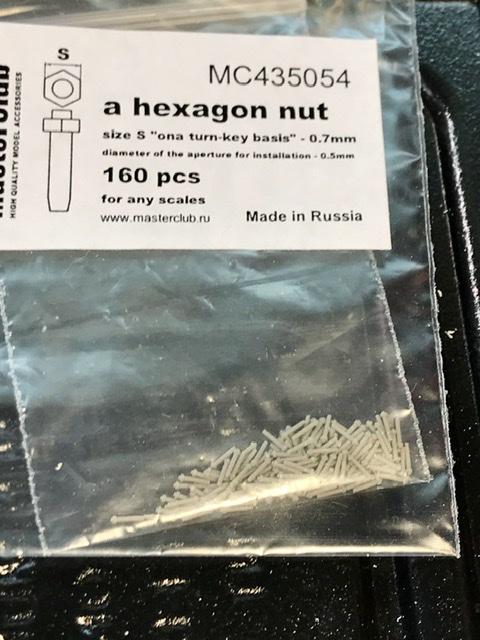 S
MC435054
a hexagon nut
size S "ona turn-key basis" - 0.7mm
diameter of the aperture for installation - 0.5mm
160 pcs
for any scales
www.masterclub.ru Made in Russia
HIGH QUALITY MODEL ACCESSORIES